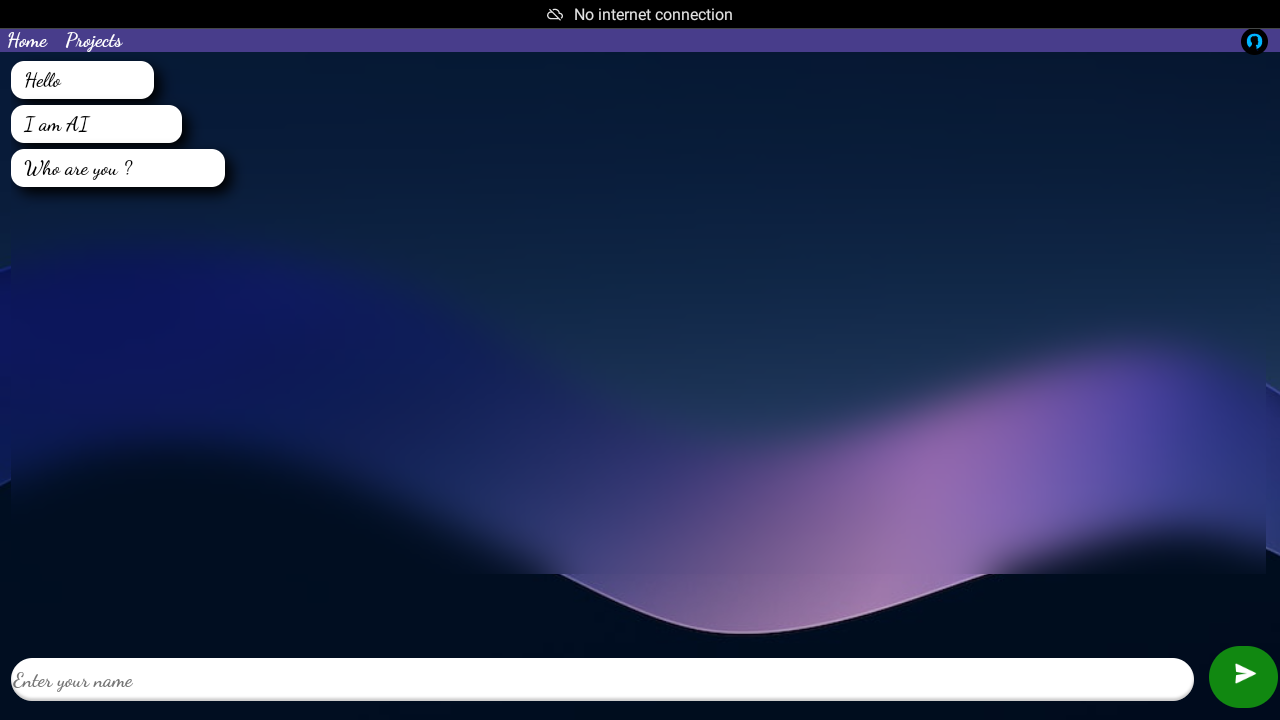 No internet connection
Home Projects
Hello
I am AI
Who are you ?
Enter your name